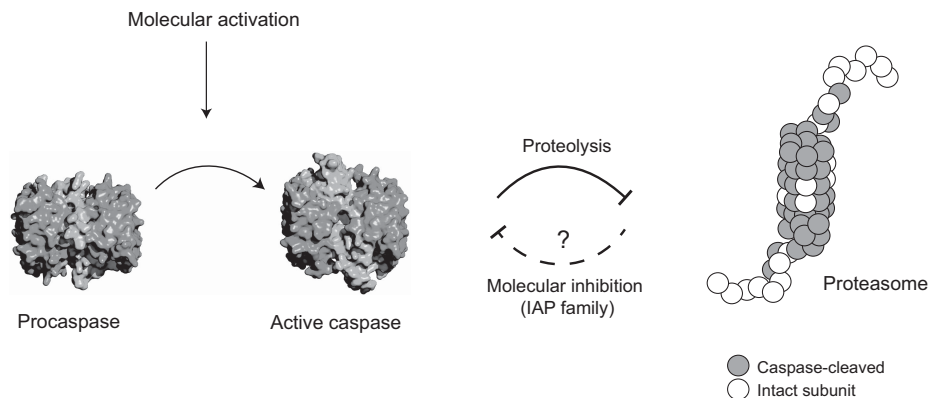 Molecular activation
Proteolysis
?
Molecular inhibition
(IAP family)
Proteasome
Procaspase
Active caspase
Caspase-cleaved
Intact subunit